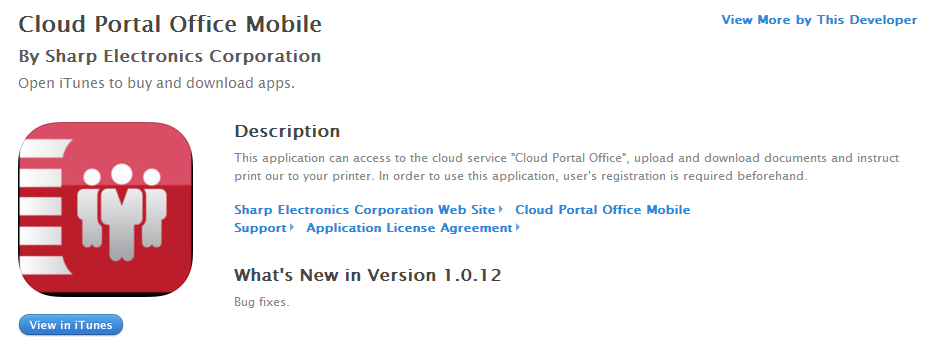 Cloud Portal Office Mobile
View More by This Developer
By Sharp Electronics Corporation
Open iTunes to buy and download apps.
Description
This application can access to the cloud service "Cloud Portal Office", upload and download documents and instruct
print our to your printer. In order to use this application, user's registration is required beforehand.
Sharp Electronics Corporation Web Site Cloud Portal Office Mobile
Support Application License Agreement
What's New in Version 1.0.12
Bug fixes.
View in iTunes